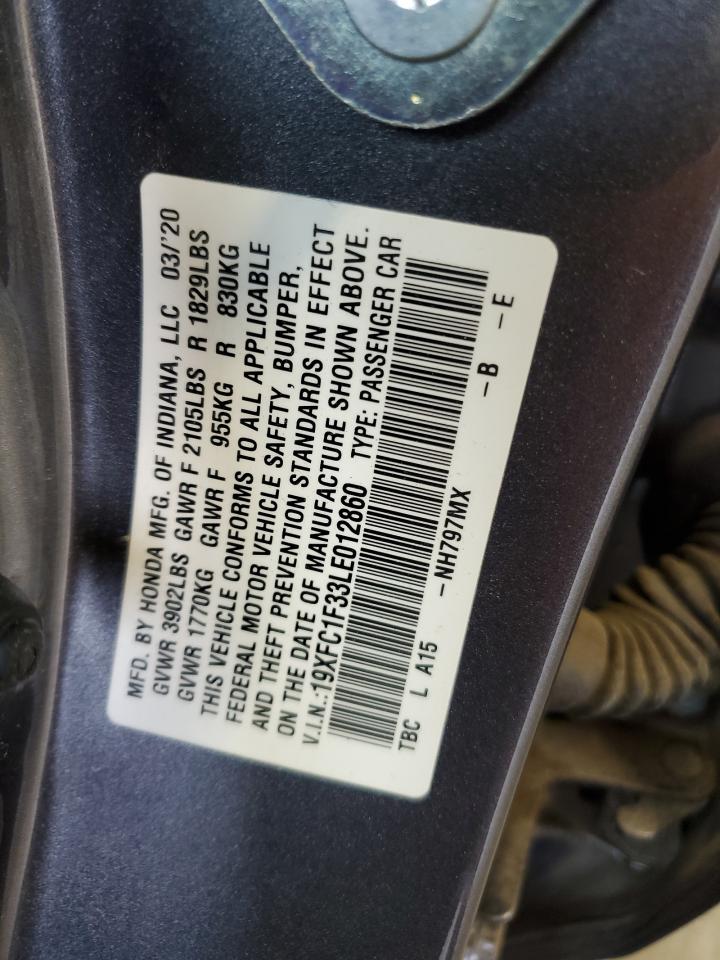 MFD. BY HONDA MFG. OF INDIANA, LLC 03/'20
GVWR 3902LBS GAWR F 2105LBS R 1829LBS
GVWR 1770KG GAWR F 955KG R 830KG
THIS VEHICLE CONFORMS TO ALL APPLICABLE
FEDERAL MOTOR VEHICLE SAFETY, BUMPER,
AND THEFT PREVENTION STANDARDS IN EFFECT
ON THE DATE OF MANUFACTURE SHOWN ABOVE.
V.I.N.:19XFC1F33LE012860 TYPE: PASSENGER CAR
TBC L A15 -NH797MX -B -E